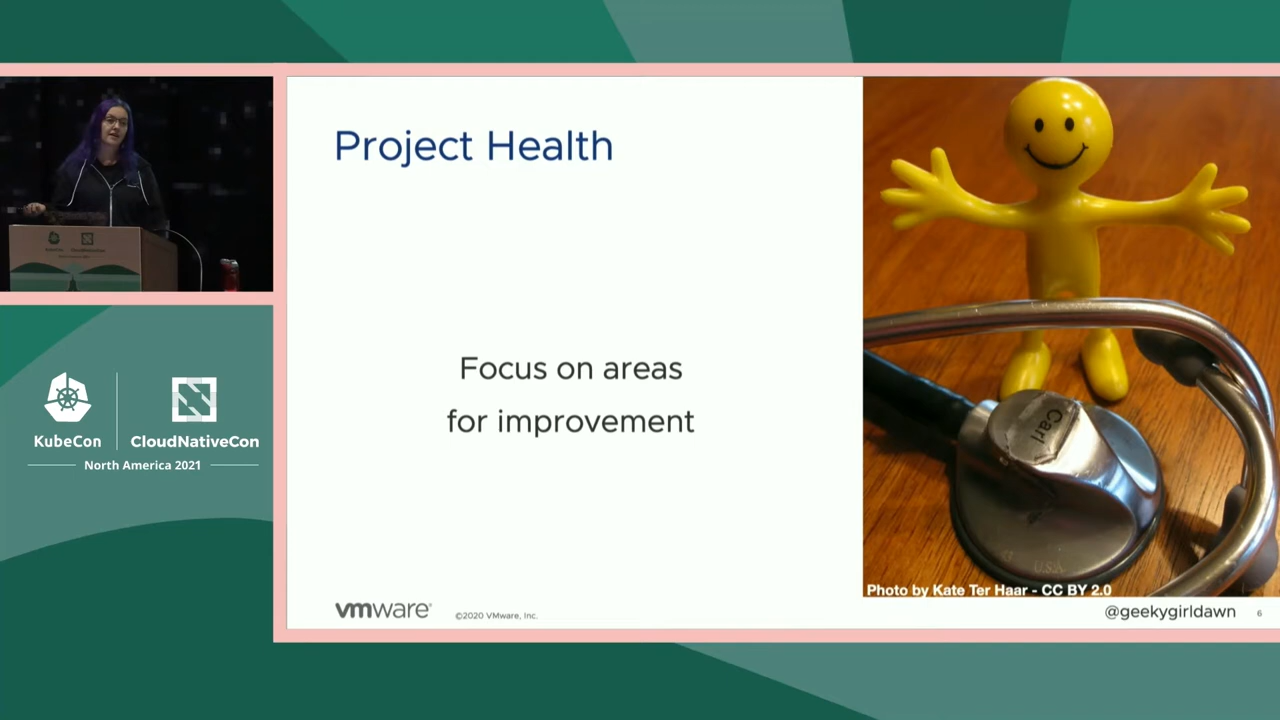 Project Health
Focus on areas
for improvement
Carl
U.S.A
Photo by Kate Ter Haar - CC BY 2.0
vmware®
©2020 VMware, Inc.
@geekygirldawn
6
KubeCon
CloudNativeCon
North America 2021